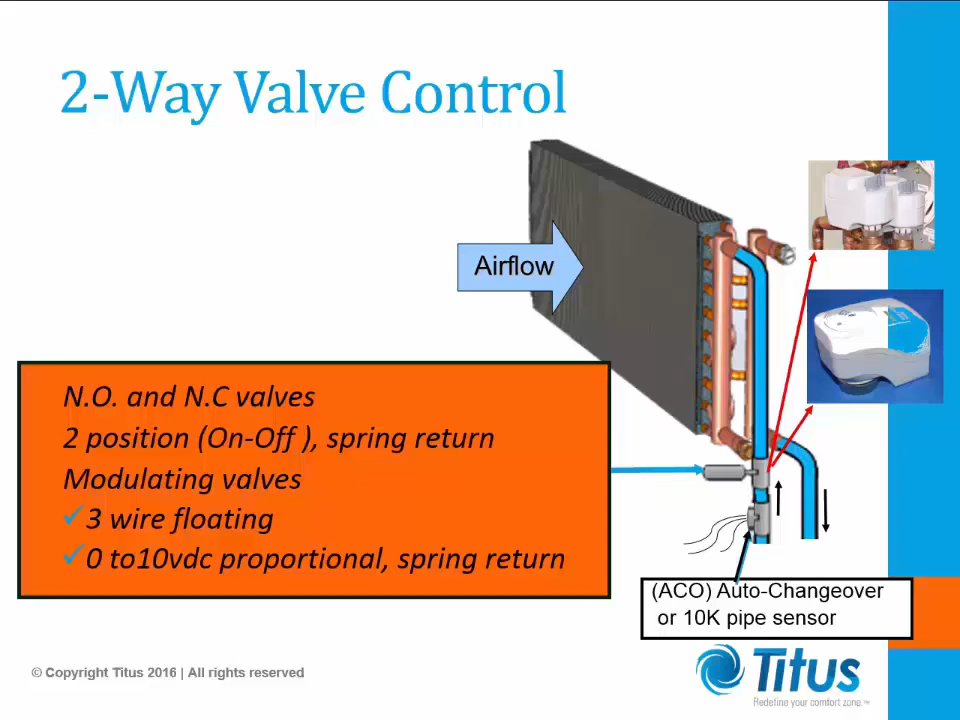 2-Way Valve Control
Airflow
N.O. and N.C valves
2 position (On-Off ), spring return
Modulating valves
3 wire floating
0 to10vdc proportional, spring return
(ACO) Auto-Changeover
or 10K pipe sensor
© Copyright Titus 2016 | All rights reserved
Titus
Redefine your comfort zone.™